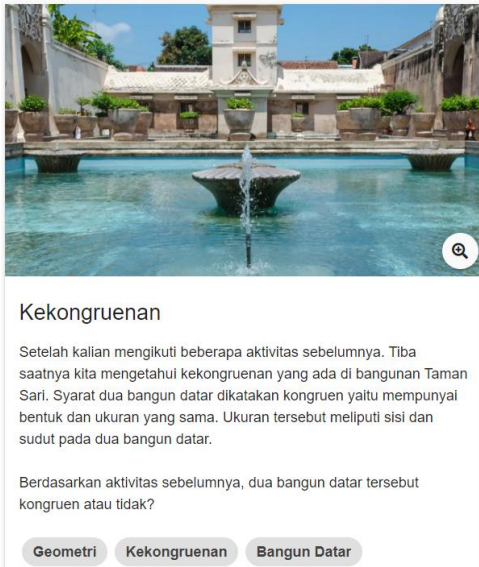 Kekongruenan
Setelah kalian mengikuti beberapa aktivitas sebelumnya. Tiba
saatnya kita mengetahui kekongruenan yang ada di bangunan Taman
Sari. Syarat dua bangun datar dikatakan kongruen yaitu mempunyai
bentuk dan ukuran yang sama. Ukuran tersebut meliputi sisi dan
sudut pada dua bangun datar.
Berdasarkan aktivitas sebelumnya, dua bangun datar tersebut
kongruen atau tidak?
Geometri Kekongruenan Bangun Datar